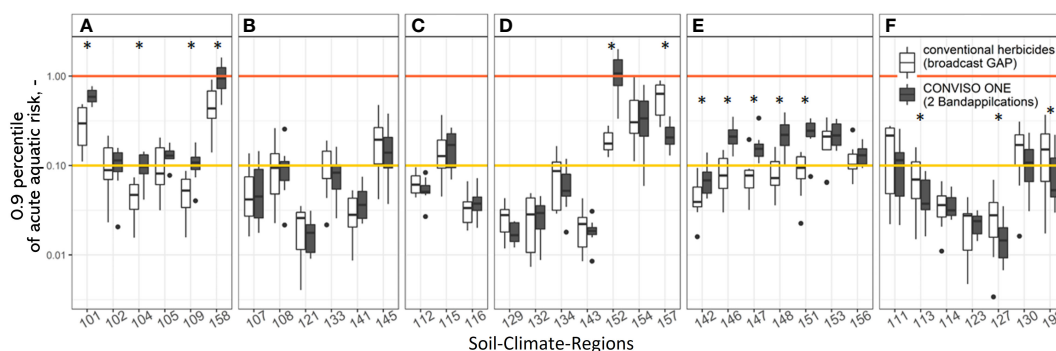 A B C D E F
* * * * * * * * * * *
conventional herbicides
(broadcast GAP)
CONVISO ONE
(2 Bandappilcations)
* * *
0.9 percentile
of acute aquatic risk, -
1.00
0.10
0.01
101 102 104 105 109 158 107 108 121 133 141 145 112 115 116 129 132 134 143 152 154 157 142 146 147 148 151 153 156 111 113 114 123 127 130
Soil-Climate-Regions